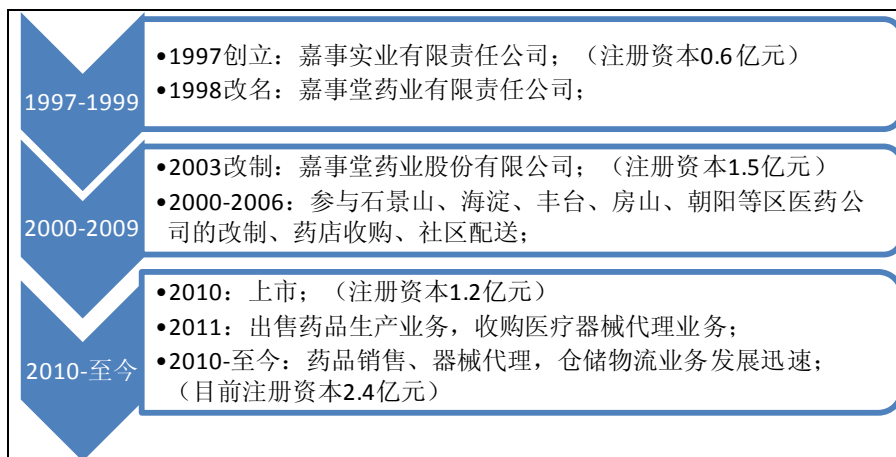 1997-1999
•1997创立：嘉事实业有限责任公司；（注册资本0.6亿元）
•1998改名：嘉事堂药业有限责任公司；
2000-2009
•2003改制：嘉事堂药业股份有限公司；（注册资本1.5亿元）
•2000-2006：参与石景山、海淀、丰台、房山、朝阳等区医药公
司的改制、药店收购、社区配送；
2010-至今
•2010：上市；（注册资本1.2亿元）
•2011：出售药品生产业务，收购医疗器械代理业务；
•2010-至今：药品销售、器械代理，仓储物流业务发展迅速；
（目前注册资本2.4亿元）